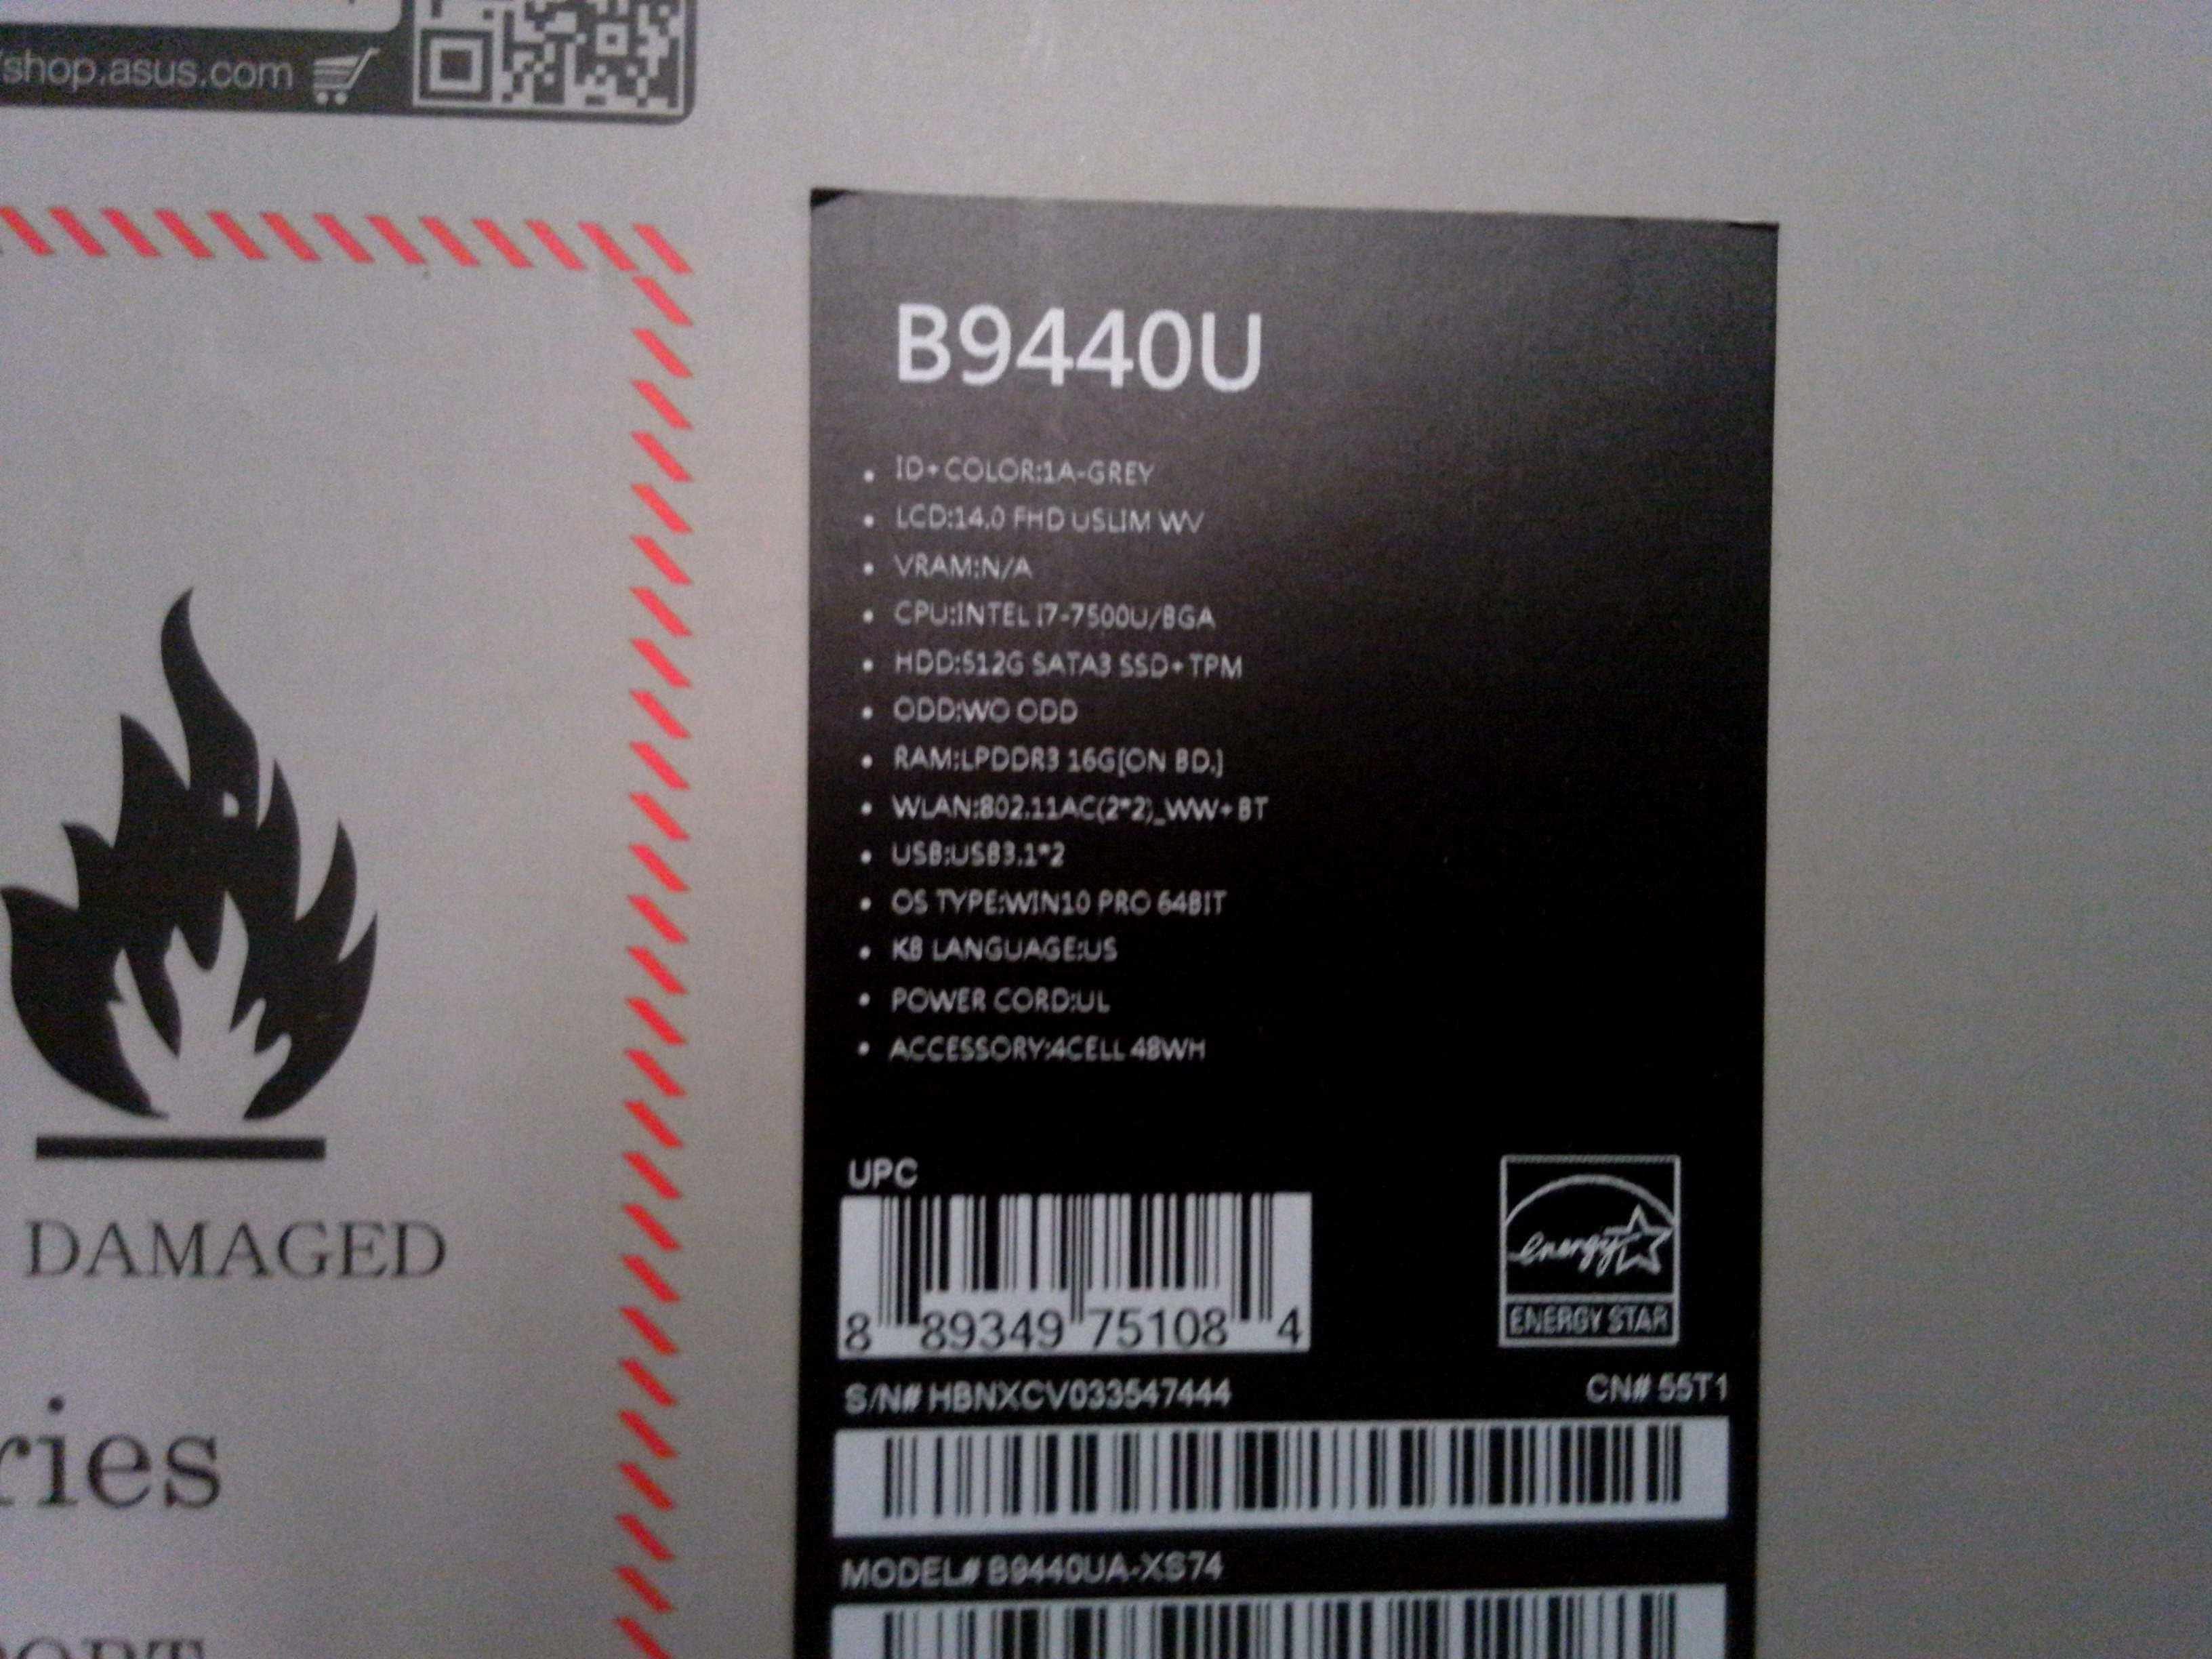 shop.asus.com
B9440U
ID+COLOR:1A-GREY
LCD:14.0 FHD USLIM WV
VRAM:N/A
CPU:INTEL I7-7500U/BGA
HDD:512G SATA3 SSD+TPM
ODD:WO ODD
RAM:LPDDR3 16G[ON BD.]
WLAN:802.11AC(2*2)_WW+BT
USB:USB3.1*2
OS TYPE:WIN10 PRO 64BIT
KB LANGUAGE:US
POWER CORD:UL
ACCESSORY:4CELL 48WH
UPC
8 89349 75108 4
energy
ENERGY STAR
S/N# HBNXCV033547444
CN# 55T1
MODEL# B9440UA-XS74
DAMAGED
ries